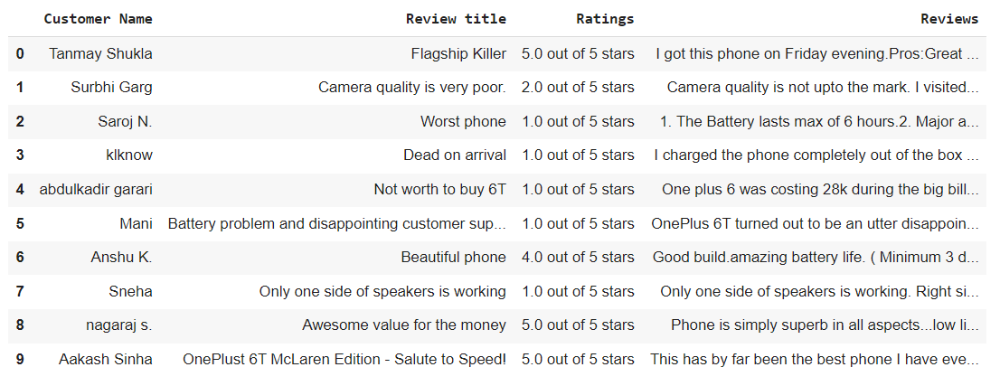 Customer Name Review title Ratings Reviews
0 Tanmay Shukla Flagship Killer 5.0 out of 5 stars I got this phone on Friday evening.Pros:Great ...
1 Surbhi Garg Camera quality is very poor. 2.0 out of 5 stars Camera quality is not upto the mark. I visited...
2 Saroj N. Worst phone 1.0 out of 5 stars 1. The Battery lasts max of 6 hours.2. Major a...
3 klknow Dead on arrival 1.0 out of 5 stars I charged the phone completely out of the box ...
4 abdulkadir garari Not worth to buy 6T 1.0 out of 5 stars One plus 6 was costing 28k during the big bill...
5 Mani Battery problem and disappointing customer sup... 1.0 out of 5 stars OnePlus 6T turned out to be an utter disappoin...
6 Anshu K. Beautiful phone 4.0 out of 5 stars Good build.amazing battery life. ( Minimum 3 d...
7 Sneha Only one side of speakers is working 1.0 out of 5 stars Only one side of speakers is working. Right si...
8 nagaraj s. Awesome value for the money 5.0 out of 5 stars Phone is simply superb in all aspects...low li...
9 Aakash Sinha OnePlust 6T McLaren Edition - Salute to Speed! 5.0 out of 5 stars This has by far been the best phone I have eve...